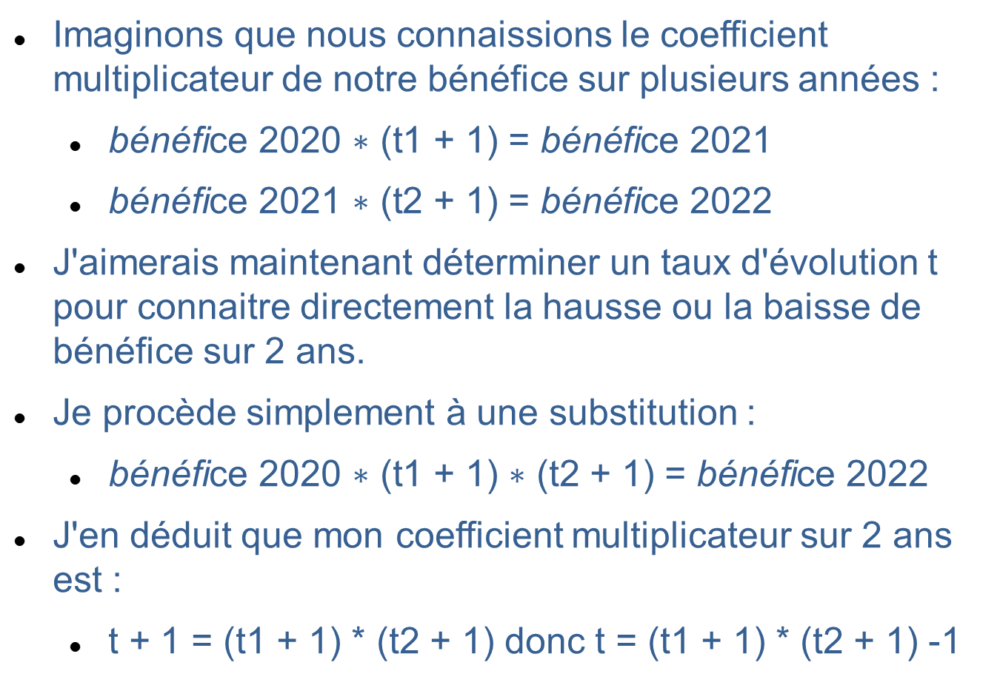 Imaginons que nous connaissions le coefficient
multiplicateur de notre bénéfice sur plusieurs années :
bénéfice 2020 ∗ (t1 + 1) = bénéfice 2021
bénéfice 2021 ∗ (t2 + 1) = bénéfice 2022
J'aimerais maintenant déterminer un taux d'évolution t
pour connaitre directement la hausse ou la baisse de
bénéfice sur 2 ans.
Je procède simplement à une substitution :
bénéfice 2020 ∗ (t1 + 1) ∗ (t2 + 1) = bénéfice 2022
J'en déduit que mon coefficient multiplicateur sur 2 ans
est :
t + 1 = (t1 + 1) * (t2 + 1) donc t = (t1 + 1) * (t2 + 1) -1